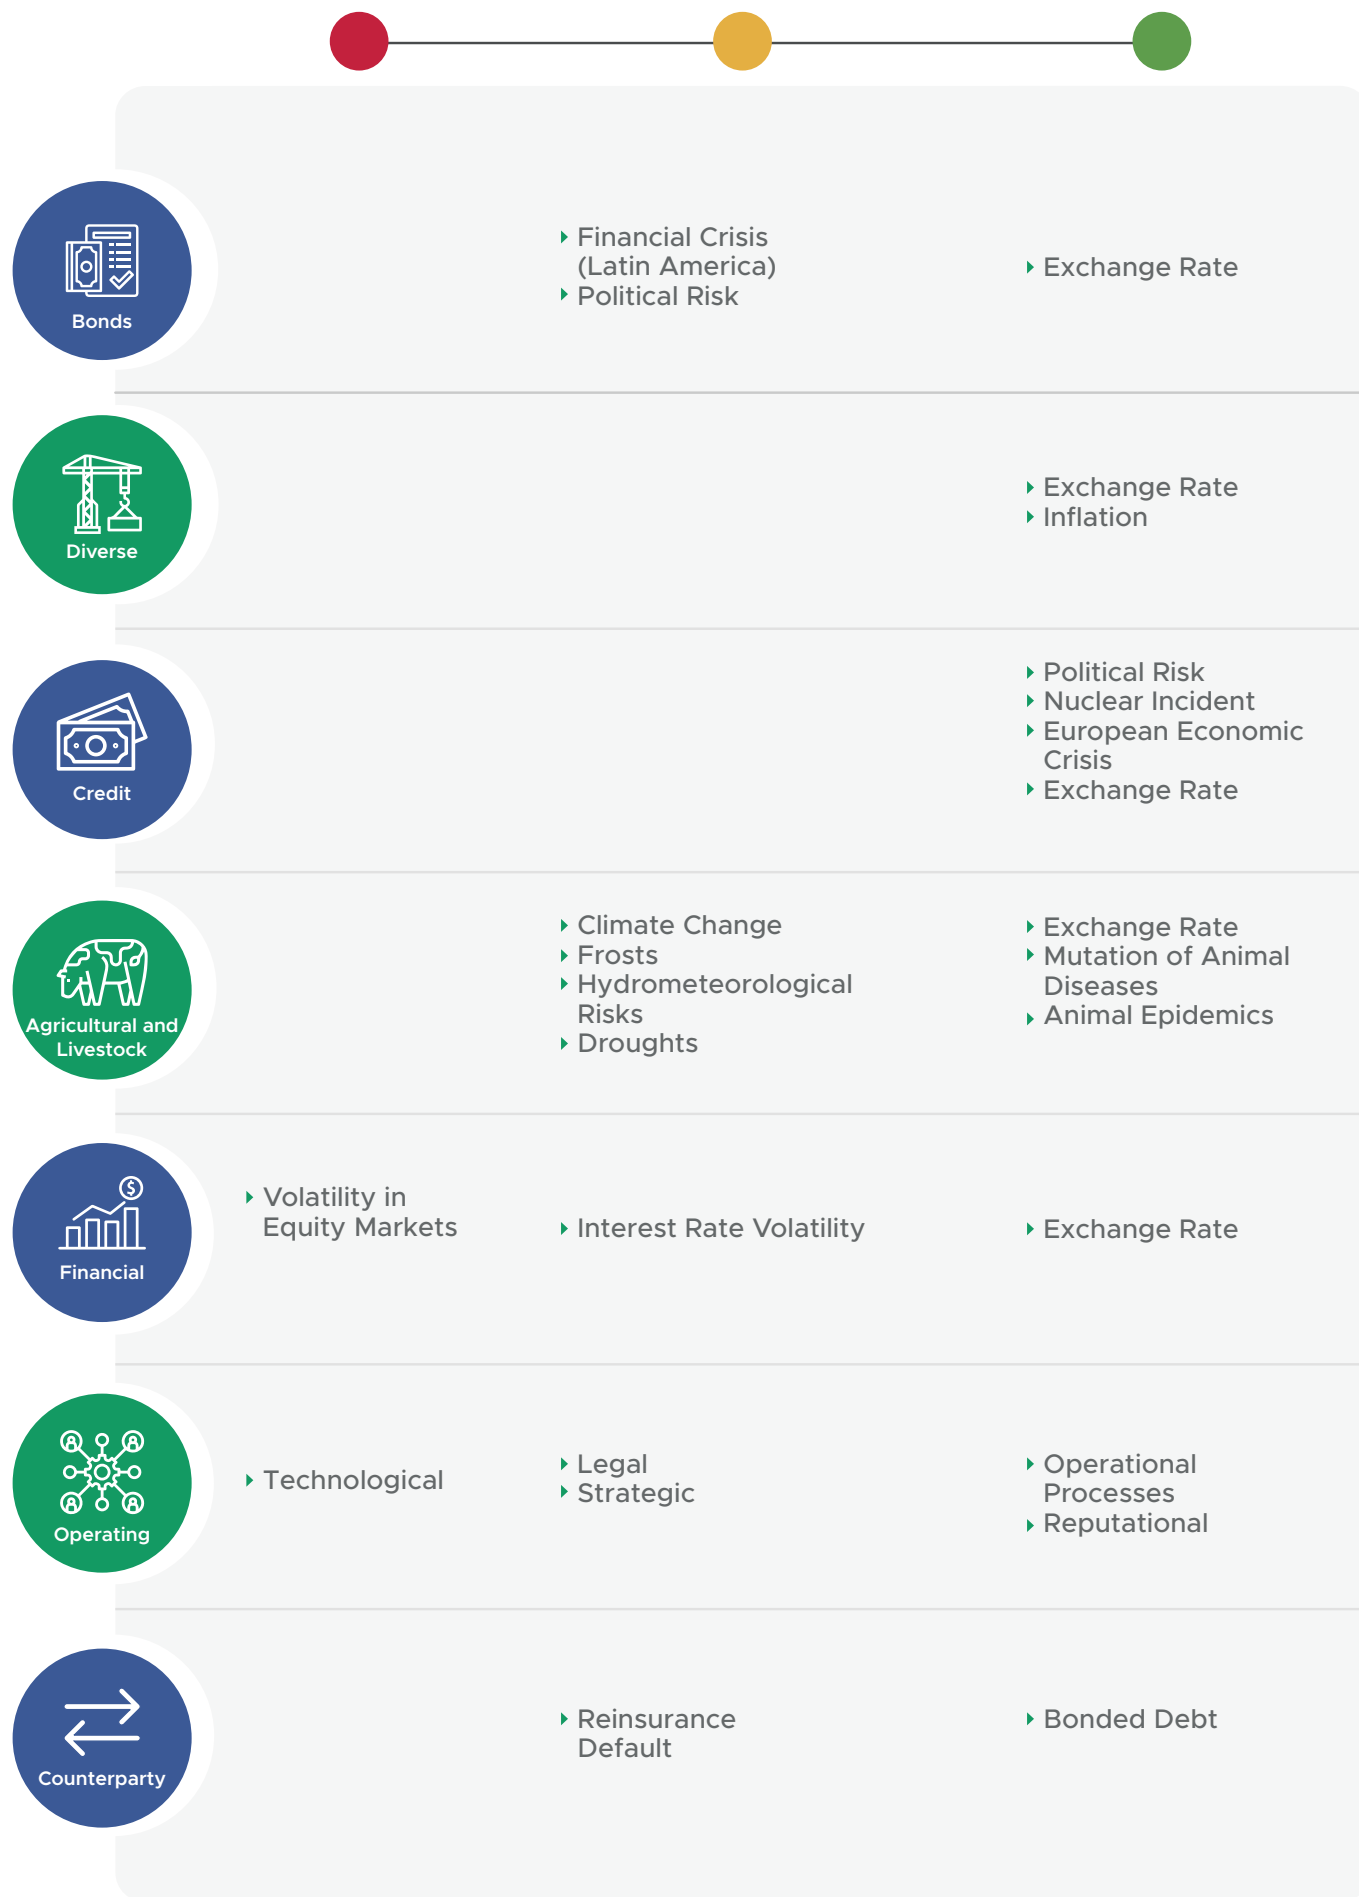 Bonds
Financial Crisis
(Latin America)
Political Risk
Exchange Rate
Diverse
Exchange Rate
Inflation
Credit
Political Risk
Nuclear Incident
European Economic
Crisis
Exchange Rate
Agricultural and
Livestock
Climate Change
Frosts
Hydrometeorological
Risks
Droughts
Exchange Rate
Mutation of Animal
Diseases
Animal Epidemics
$
Financial
Volatility in
Equity Markets
Interest Rate Volatility
Exchange Rate
Operating
Technological
Legal
Strategic
Operational
Processes
Reputational
Counterparty
Reinsurance
Default
Bonded Debt